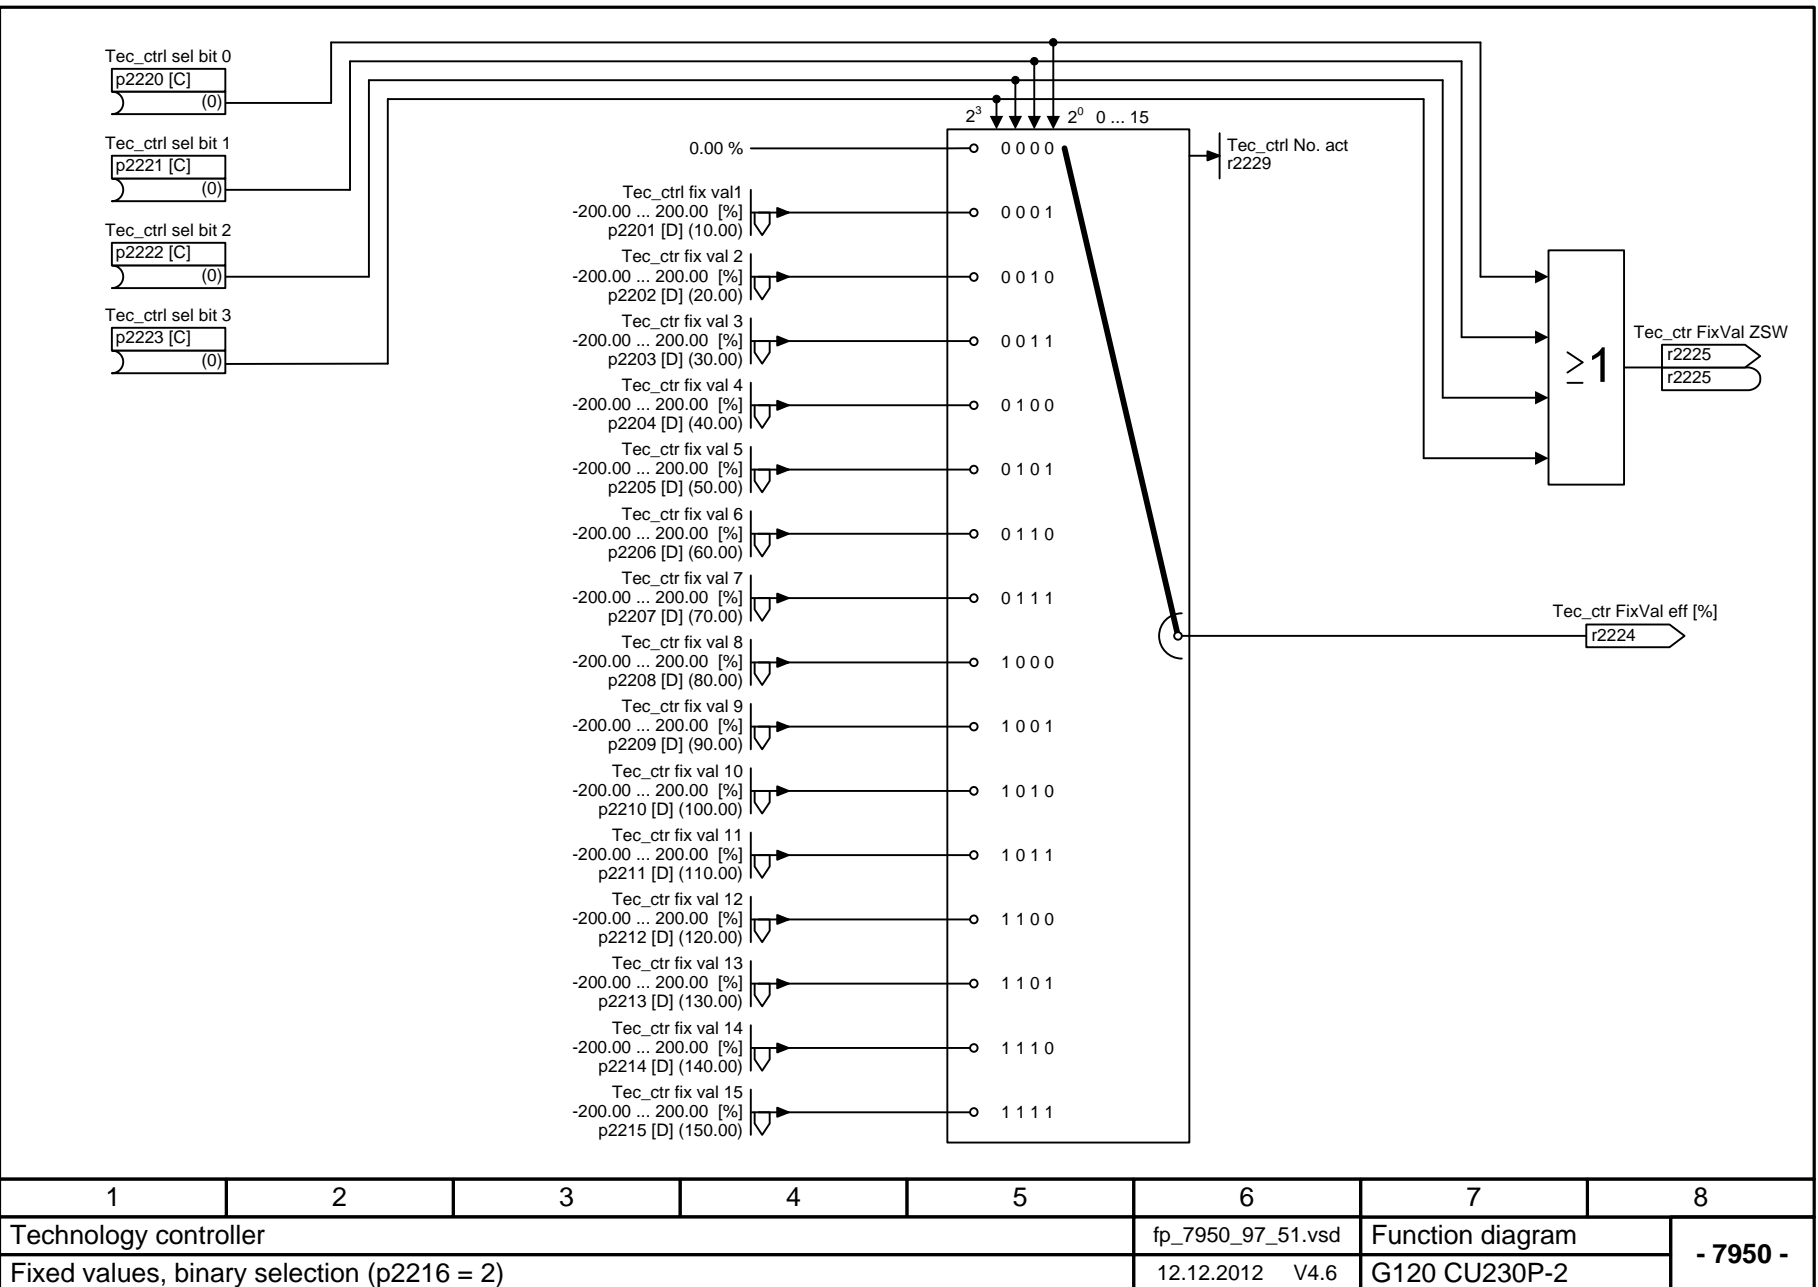 Tec_ctrl sel bit 0
p2220 [C]
(0)
Tec_ctrl sel bit 1
p2221 [C]
(0)
Tec_ctrl sel bit 2
p2222 [C]
(0)
Tec_ctrl sel bit 3
p2223 [C]
(0)
2³ 2⁰ 0 ... 15
0.00 % 0 0 0 0
Tec_ctrl fix val1
-200.00 ... 200.00 [%] 0 0 0 1
p2201 [D] (10.00)
Tec_ctr fix val 2
-200.00 ... 200.00 [%] 0 0 1 0
p2202 [D] (20.00)
Tec_ctr fix val 3
-200.00 ... 200.00 [%] 0 0 1 1
p2203 [D] (30.00)
Tec_ctr fix val 4
-200.00 ... 200.00 [%] 0 1 0 0
p2204 [D] (40.00)
Tec_ctr fix val 5
-200.00 ... 200.00 [%] 0 1 0 1
p2205 [D] (50.00)
Tec_ctr fix val 6
-200.00 ... 200.00 [%] 0 1 1 0
p2206 [D] (60.00)
Tec_ctr fix val 7
-200.00 ... 200.00 [%] 0 1 1 1
p2207 [D] (70.00)
Tec_ctr fix val 8
-200.00 ... 200.00 [%] 1 0 0 0
p2208 [D] (80.00)
Tec_ctr fix val 9
-200.00 ... 200.00 [%] 1 0 0 1
p2209 [D] (90.00)
Tec_ctr fix val 10
-200.00 ... 200.00 [%] 1 0 1 0
p2210 [D] (100.00)
Tec_ctr fix val 11
-200.00 ... 200.00 [%] 1 0 1 1
p2211 [D] (110.00)
Tec_ctr fix val 12
-200.00 ... 200.00 [%] 1 1 0 0
p2212 [D] (120.00)
Tec_ctr fix val 13
-200.00 ... 200.00 [%] 1 1 0 1
p2213 [D] (130.00)
Tec_ctr fix val 14
-200.00 ... 200.00 [%] 1 1 1 0
p2214 [D] (140.00)
Tec_ctr fix val 15
-200.00 ... 200.00 [%] 1 1 1 1
p2215 [D] (150.00)
Tec_ctrl No. act
r2229
≥1
Tec_ctr FixVal ZSW
r2225
r2225
Tec_ctr FixVal eff [%]
r2224
1 2 3 4 5 6 7 8
Technology controller fp_7950_97_51.vsd Function diagram - 7950 -
Fixed values, binary selection (p2216 = 2) 12.12.2012 V4.6 G120 CU230P-2